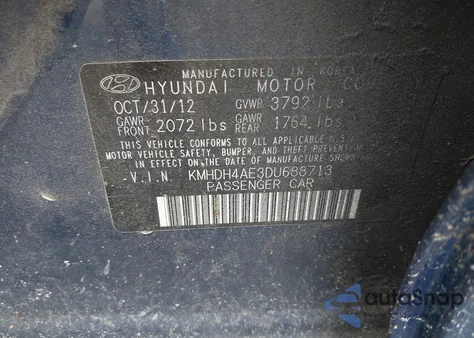 MANUFACTURED IN KOREA
HYUNDAI MOTOR CO
OCT/31/12 GVWR 3792 lbs
GAWR FRONT 2072 lbs GAWR REAR 1764 lbs
THIS VEHICLE CONFORMS TO ALL APPLICABLE U.S.
MOTOR VEHICLE SAFETY, BUMPER, AND THEFT
IN EFFECT ON THE DATE OF MANUFACTURE SHOWN
V.I.N. KMHDH4AE3DU688713
PASSENGER CAR
autoSnap